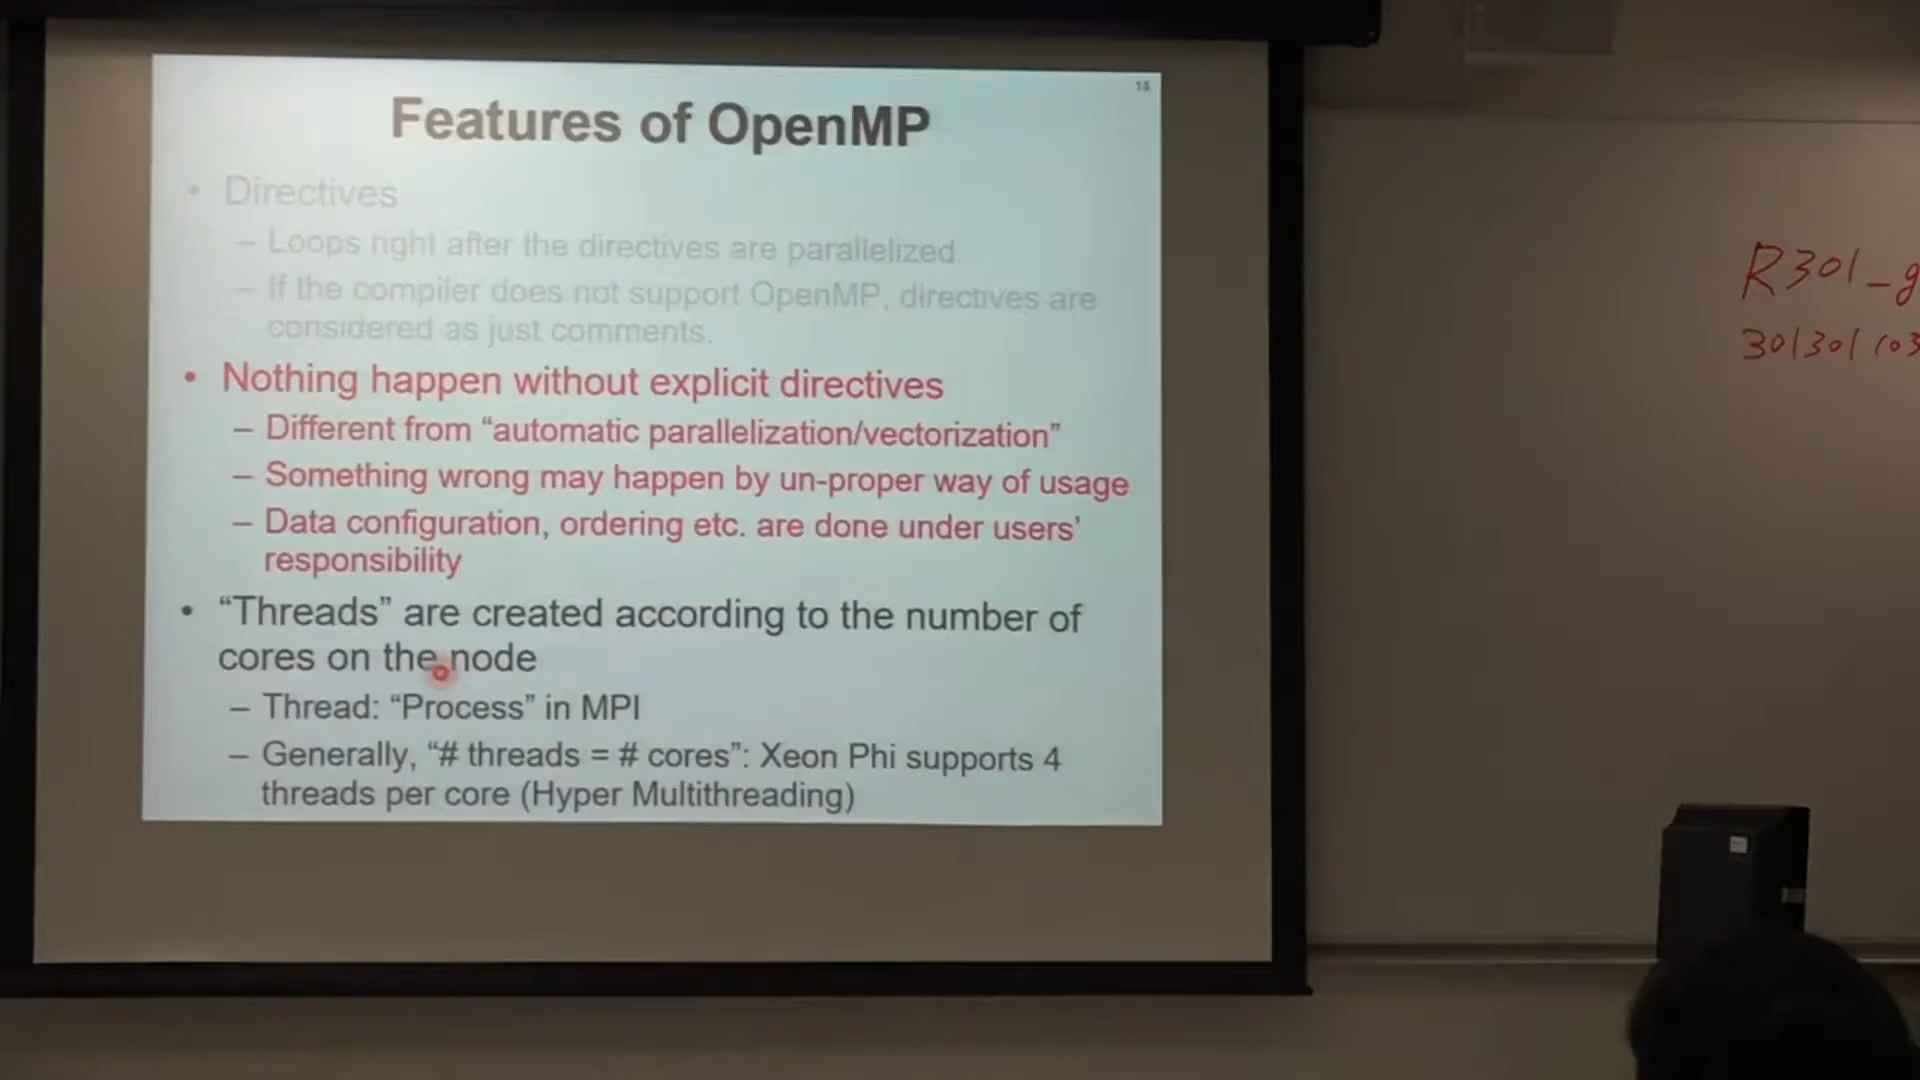 16
Features of OpenMP
• Directives
– Loops right after the directives are parallelized.
– If the compiler does not support OpenMP, directives are
considered as just comments.
• Nothing happen without explicit directives
– Different from “automatic parallelization/vectorization”
– Something wrong may happen by un-proper way of usage
– Data configuration, ordering etc. are done under users’
responsibility
• “Threads” are created according to the number of
cores on the node
– Thread: “Process” in MPI
– Generally, “# threads = # cores”: Xeon Phi supports 4
threads per core (Hyper Multithreading)
R301_g
301301103